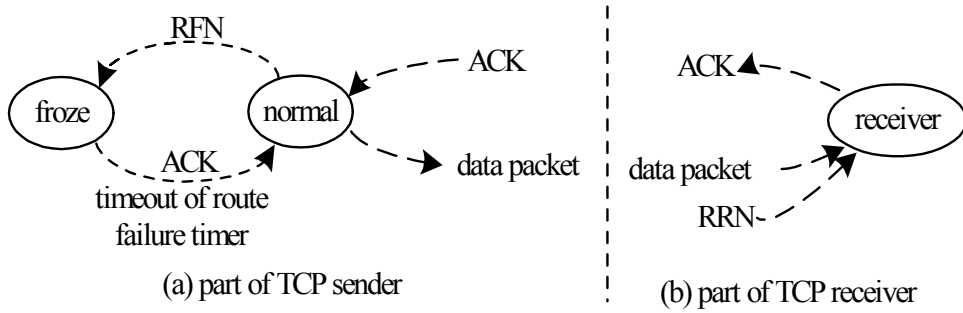 RFN
ACK
froze
normal
ACK
timeout of route
failure timer
data packet
(a) part of TCP sender
ACK
receiver
data packet
RRN
(b) part of TCP receiver